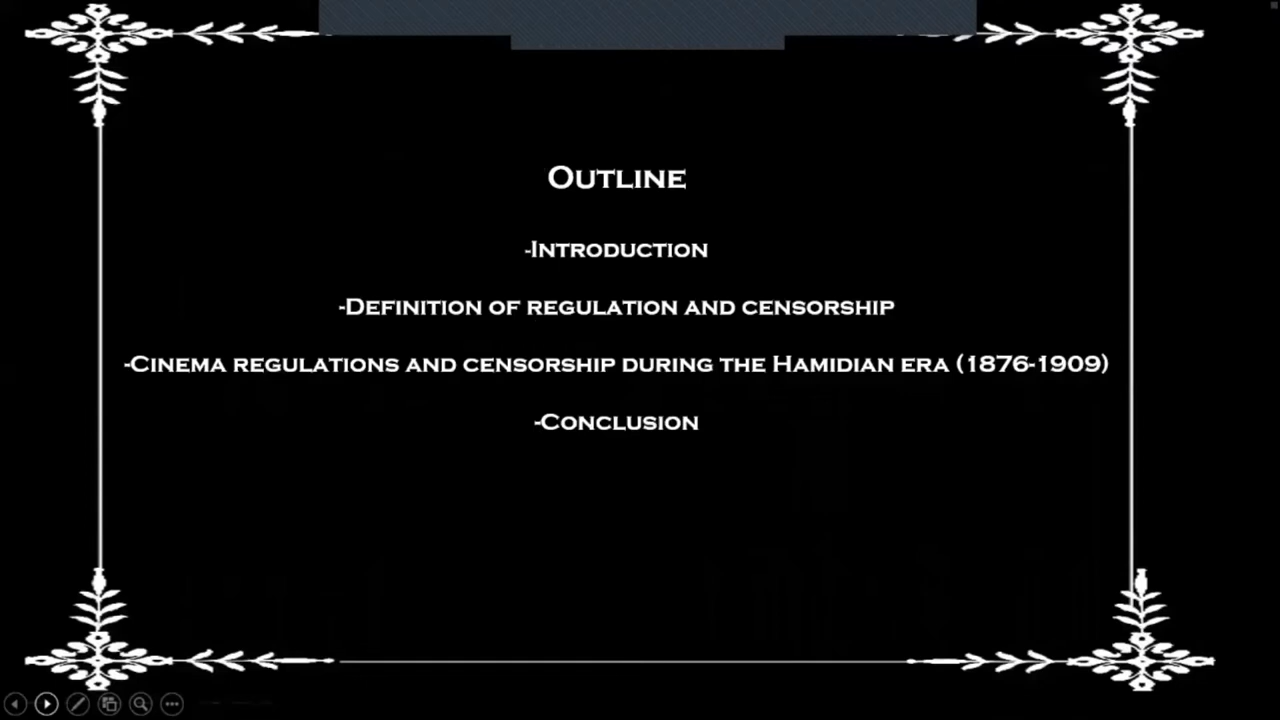 Outline
-Introduction
-Definition of regulation and censorship
-Cinema regulations and censorship during the Hamidian era (1876-1909)
-Conclusion